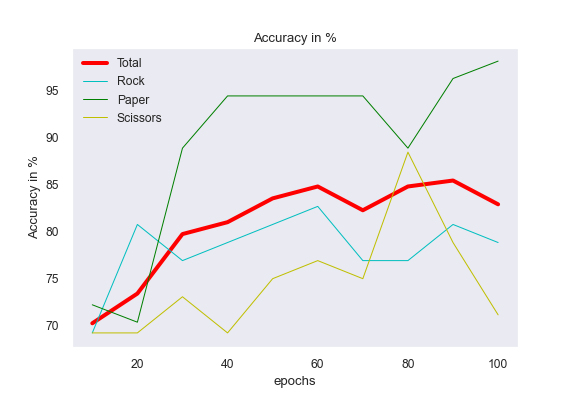 Accuracy in %
Total
Rock
Paper
Scissors
95
90
85
80
75
70
Accuracy in %
20 40 60 80 100
epochs